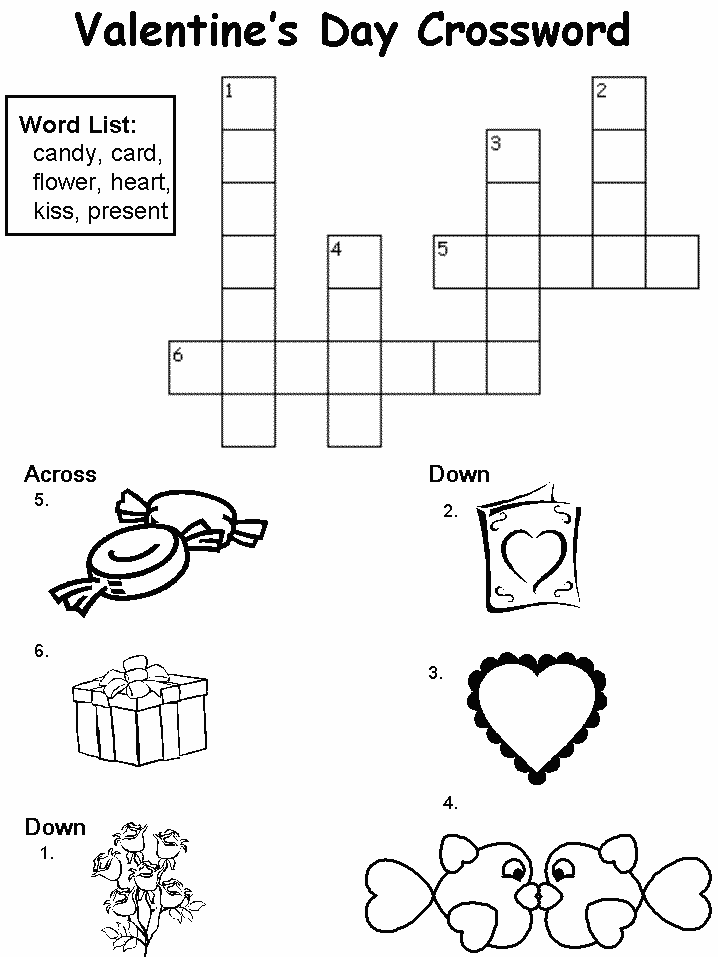 Valentine's Day Crossword
Word List:
candy, card,
flower, heart,
kiss, present
1
2
3
4
5
6
Across
5.
6.
Down
1.
Down
2.
3.
4.